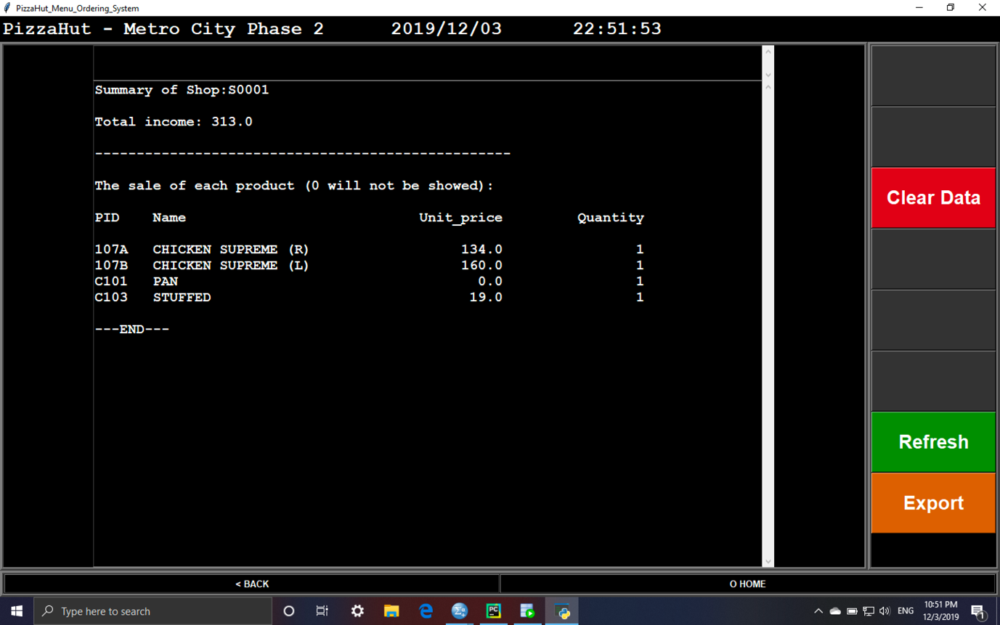 PizzaHut_Menu_Ordering_System
PizzaHut - Metro City Phase 2 2019/12/03 22:51:53
Summary of Shop:S0001
Total income: 313.0
--------------------------------------------------
The sale of each product (0 will not be showed):
PID Name Unit_price Quantity
107A CHICKEN SUPREME (R) 134.0 1
107B CHICKEN SUPREME (L) 160.0 1
C101 PAN 0.0 1
C103 STUFFED 19.0 1
---END---
Clear Data
Refresh
Export
< BACK O HOME
Type here to search
PC
ENG
10:51 PM
12/3/2019
1